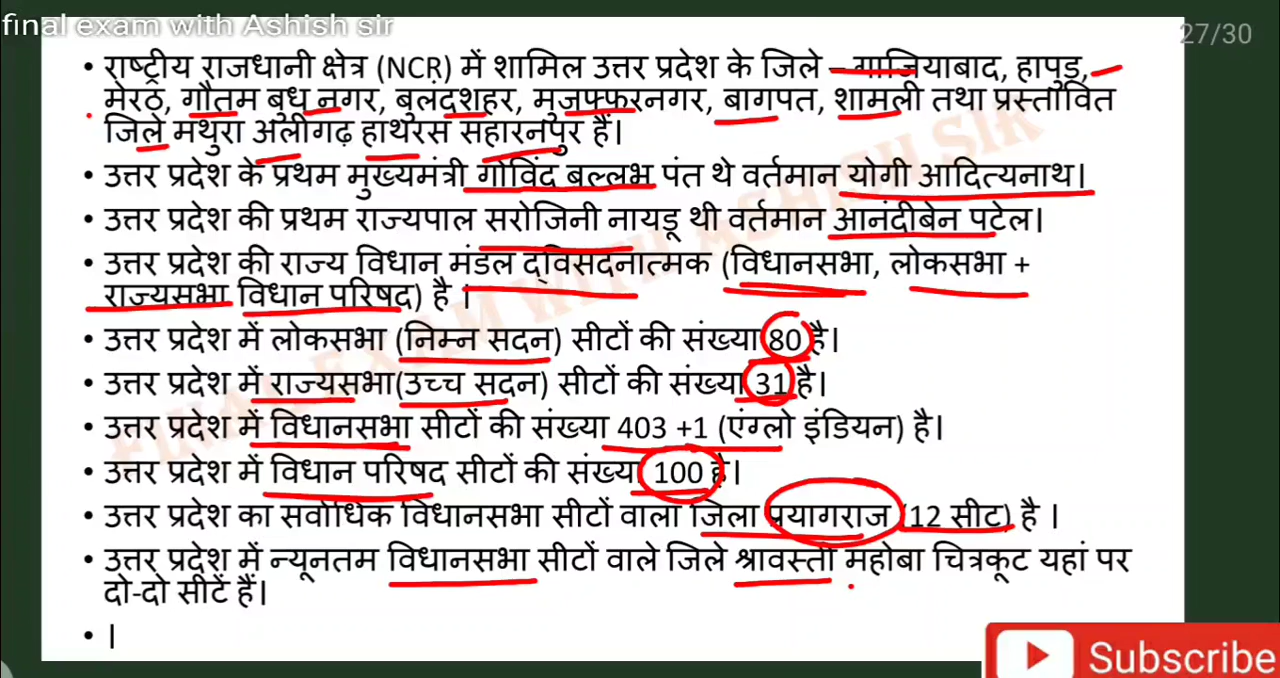 final exam with Ashish sir
27/30
• राष्ट्रीय राजधानी क्षेत्र (NCR) में शामिल उत्तर प्रदेश के जिले – गाजियाबाद, हापुड़,
मेरठ, गौतम बुध नगर, बुलंदशहर, मुजफ्फरनगर, बागपत, शामली तथा प्रस्तावित
जिले मथुरा अलीगढ़ हाथरस सहारनपुर हैं।
• उत्तर प्रदेश के प्रथम मुख्यमंत्री गोविंद बल्लभ पंत थे वर्तमान योगी आदित्यनाथ।
• उत्तर प्रदेश की प्रथम राज्यपाल सरोजिनी नायडू थी वर्तमान आनंदीबेन पटेल।
• उत्तर प्रदेश की राज्य विधान मंडल द्विसदनात्मक (विधानसभा, लोकसभा +
राज्यसभा विधान परिषद) है ।
• उत्तर प्रदेश में लोकसभा (निम्न सदन) सीटों की संख्या 80 है।
• उत्तर प्रदेश में राज्यसभा(उच्च सदन) सीटों की संख्या 31 है।
• उत्तर प्रदेश में विधानसभा सीटों की संख्या 403 +1 (एंग्लो इंडियन) है।
• उत्तर प्रदेश में विधान परिषद सीटों की संख्या 100 है।
• उत्तर प्रदेश का सर्वाधिक विधानसभा सीटों वाला जिला प्रयागराज (12 सीट) है ।
• उत्तर प्रदेश में न्यूनतम विधानसभा सीटों वाले जिले श्रावस्ती महोबा चित्रकूट यहां पर
दो-दो सीटें हैं।
• |
FINAL EXAM WITH ASHISH SIR
Subscribe